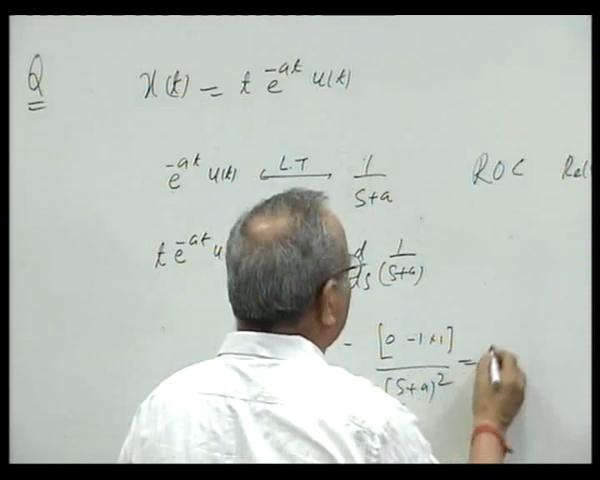 Q x(t) = t e^{-at} u(t)
e^{-at} u(t) ⟷ L.T 1/(s+a) ROC
t e^{-at} u d/ds 1/(s+a)
- [0 - 1×1]/(s+a)^2 =